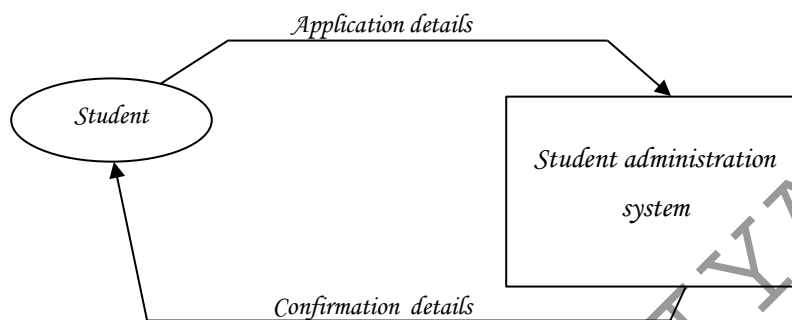 Application details
Student
Student administration
system
Confirmation details